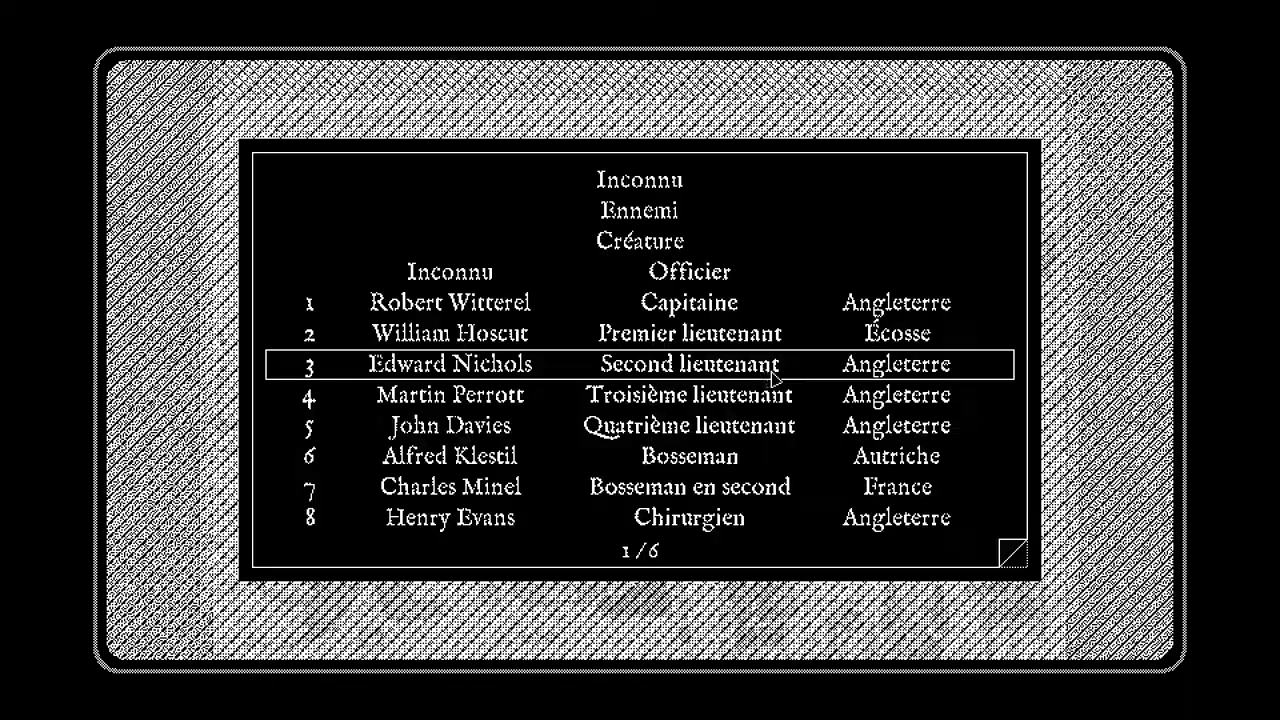 Inconnu
Ennemi
Créature
Inconnu Officier
1 Robert Witterel Capitaine Angleterre
2 William Hoscut Premier lieutenant Écosse
3 Edward Nichols Second lieutenant Angleterre
4 Martin Perrott Troisième lieutenant Angleterre
5 John Davies Quatrième lieutenant Angleterre
6 Alfred Klestil Bosseman Autriche
7 Charles Minel Bosseman en second France
8 Henry Evans Chirurgien Angleterre
1/6